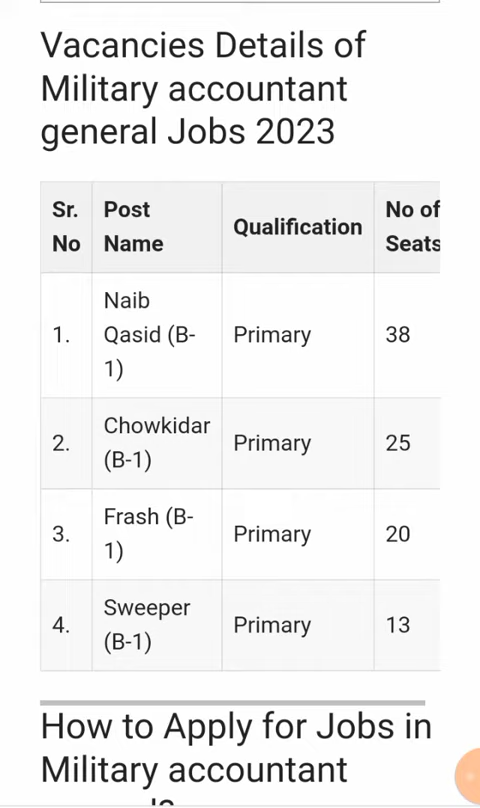 Vacancies Details of
Military accountant
general Jobs 2023
Sr. No Post Name Qualification No of Seats
1. Naib Qasid (B-1) Primary 38
2. Chowkidar (B-1) Primary 25
3. Frash (B-1) Primary 20
4. Sweeper (B-1) Primary 13
How to Apply for Jobs in
Military accountant